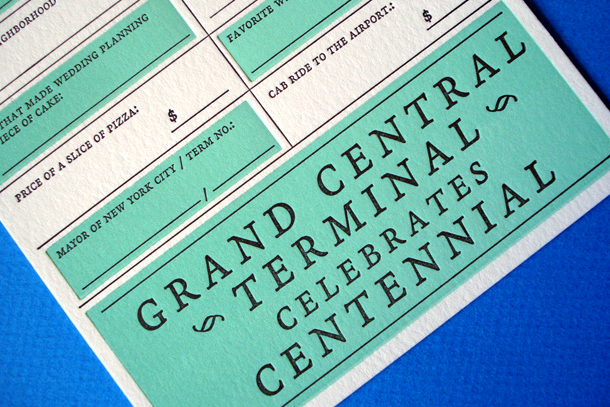 THAT MADE WEDDING PLANNING
PIECE OF CAKE:
PRICE OF A SLICE OF PIZZA:
$
MAYOR OF NEW YORK CITY / TERM NO.:
/
FAVORITE
CAB RIDE TO THE AIRPORT.:
$
GRAND CENTRAL
TERMINAL
CELEBRATES
CENTENNIAL